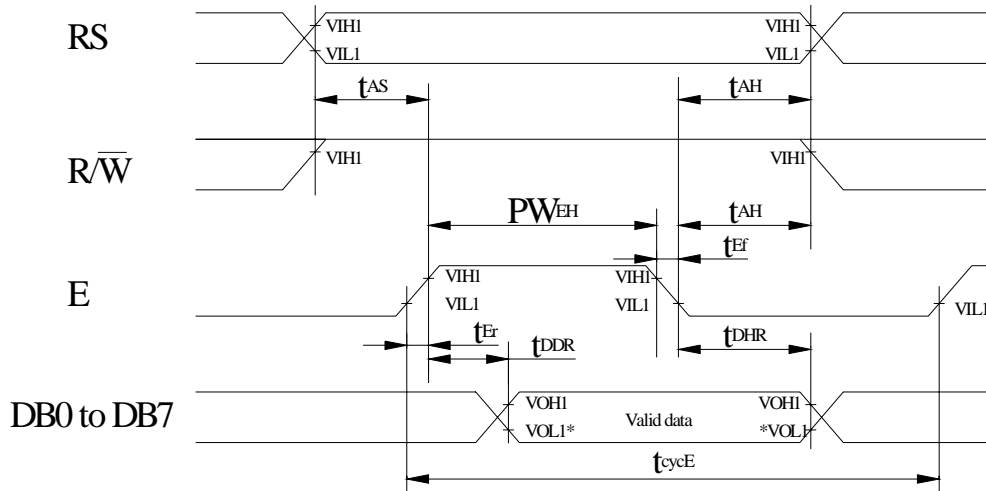 RS VIH1 VIL1 VIH1 VIL1
tAS tAH
R/W̅ VIH1 VIH1
PWEH tAH
tEf
E VIH1 VIL1 VIH1 VIL1 VIL1
tEr tDDR tDHR
DB0 to DB7 VOH1 VOL1* Valid data VOH1 *VOL1
tcycE